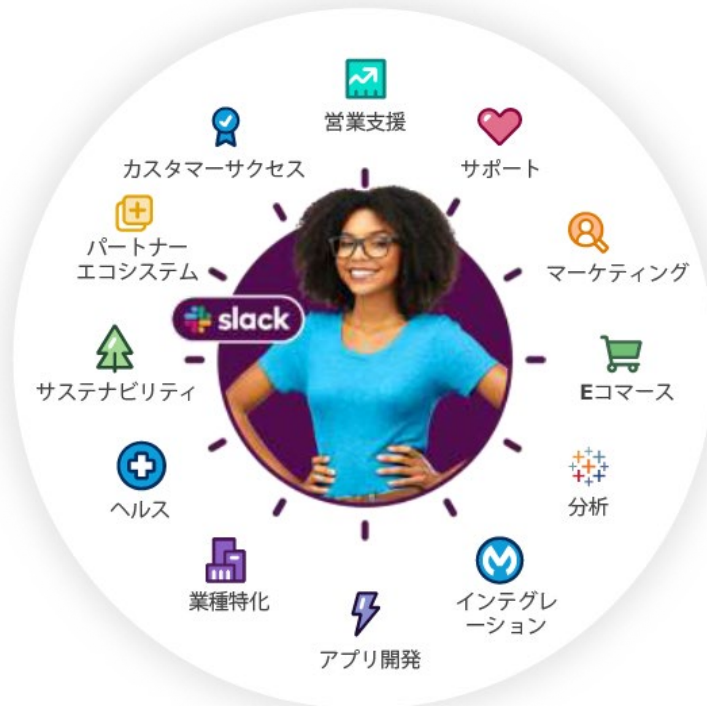 営業支援
サポート
マーケティング
Eコマース
分析
インテグレ
ーション
アプリ開発
業種特化
ヘルス
サステナビリティ
パートナー
エコシステム
カスタマーサクセス
slack